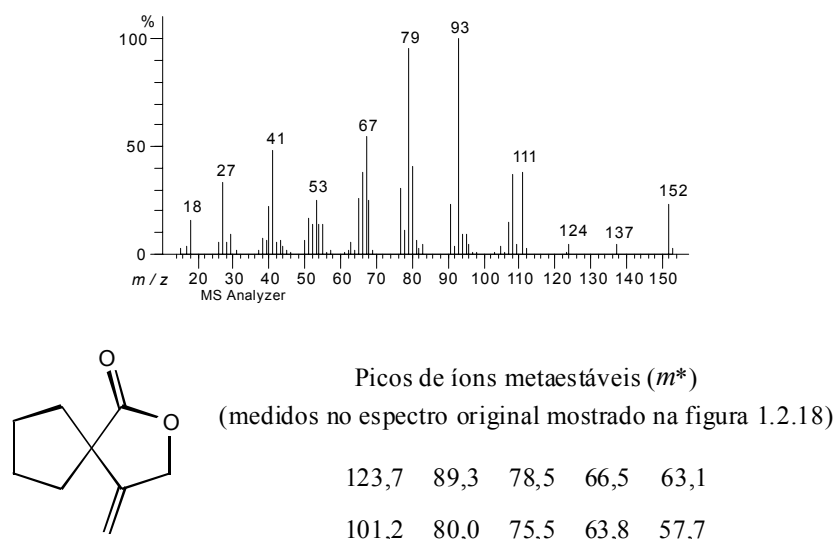 %
100
93
79
50
67
41
111
27
53
18
152
124
137
0
m / z
20 30 40 50 60 70 80 90 100 110 120 130 140 150
MS Analyzer
O
O
Picos de íons metaestáveis (m*)
(medidos no espectro original mostrado na figura 1.2.18)
123,7 89,3 78,5 66,5 63,1
101,2 80,0 75,5 63,8 57,7